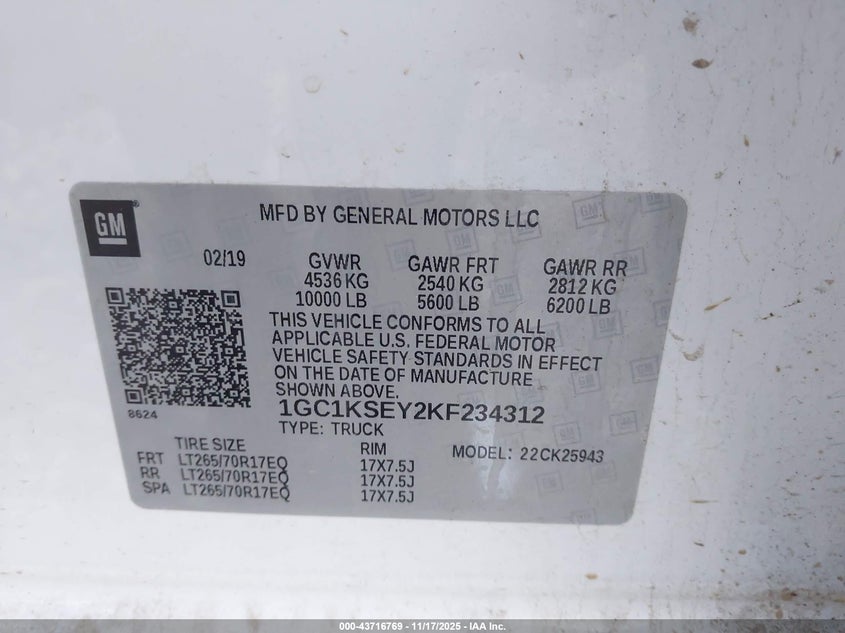 GM
MFD BY GENERAL MOTORS LLC
02/19 GVWR GAWR FRT GAWR RR
4536 KG 2540 KG 2812 KG
10000 LB 5600 LB 6200 LB
THIS VEHICLE CONFORMS TO ALL
APPLICABLE U.S. FEDERAL MOTOR
VEHICLE SAFETY STANDARDS IN EFFECT
ON THE DATE OF MANUFACTURE
SHOWN ABOVE.
8624
1GC1KSEY2KF234312
TYPE: TRUCK
TIRE SIZE RIM MODEL: 22CK25943
FRT LT265/70R17EQ 17X7.5J
RR LT265/70R17EQ 17X7.5J
SPA LT265/70R17EQ 17X7.5J
000-43716769 - 11/17/2025 - IAA Inc.